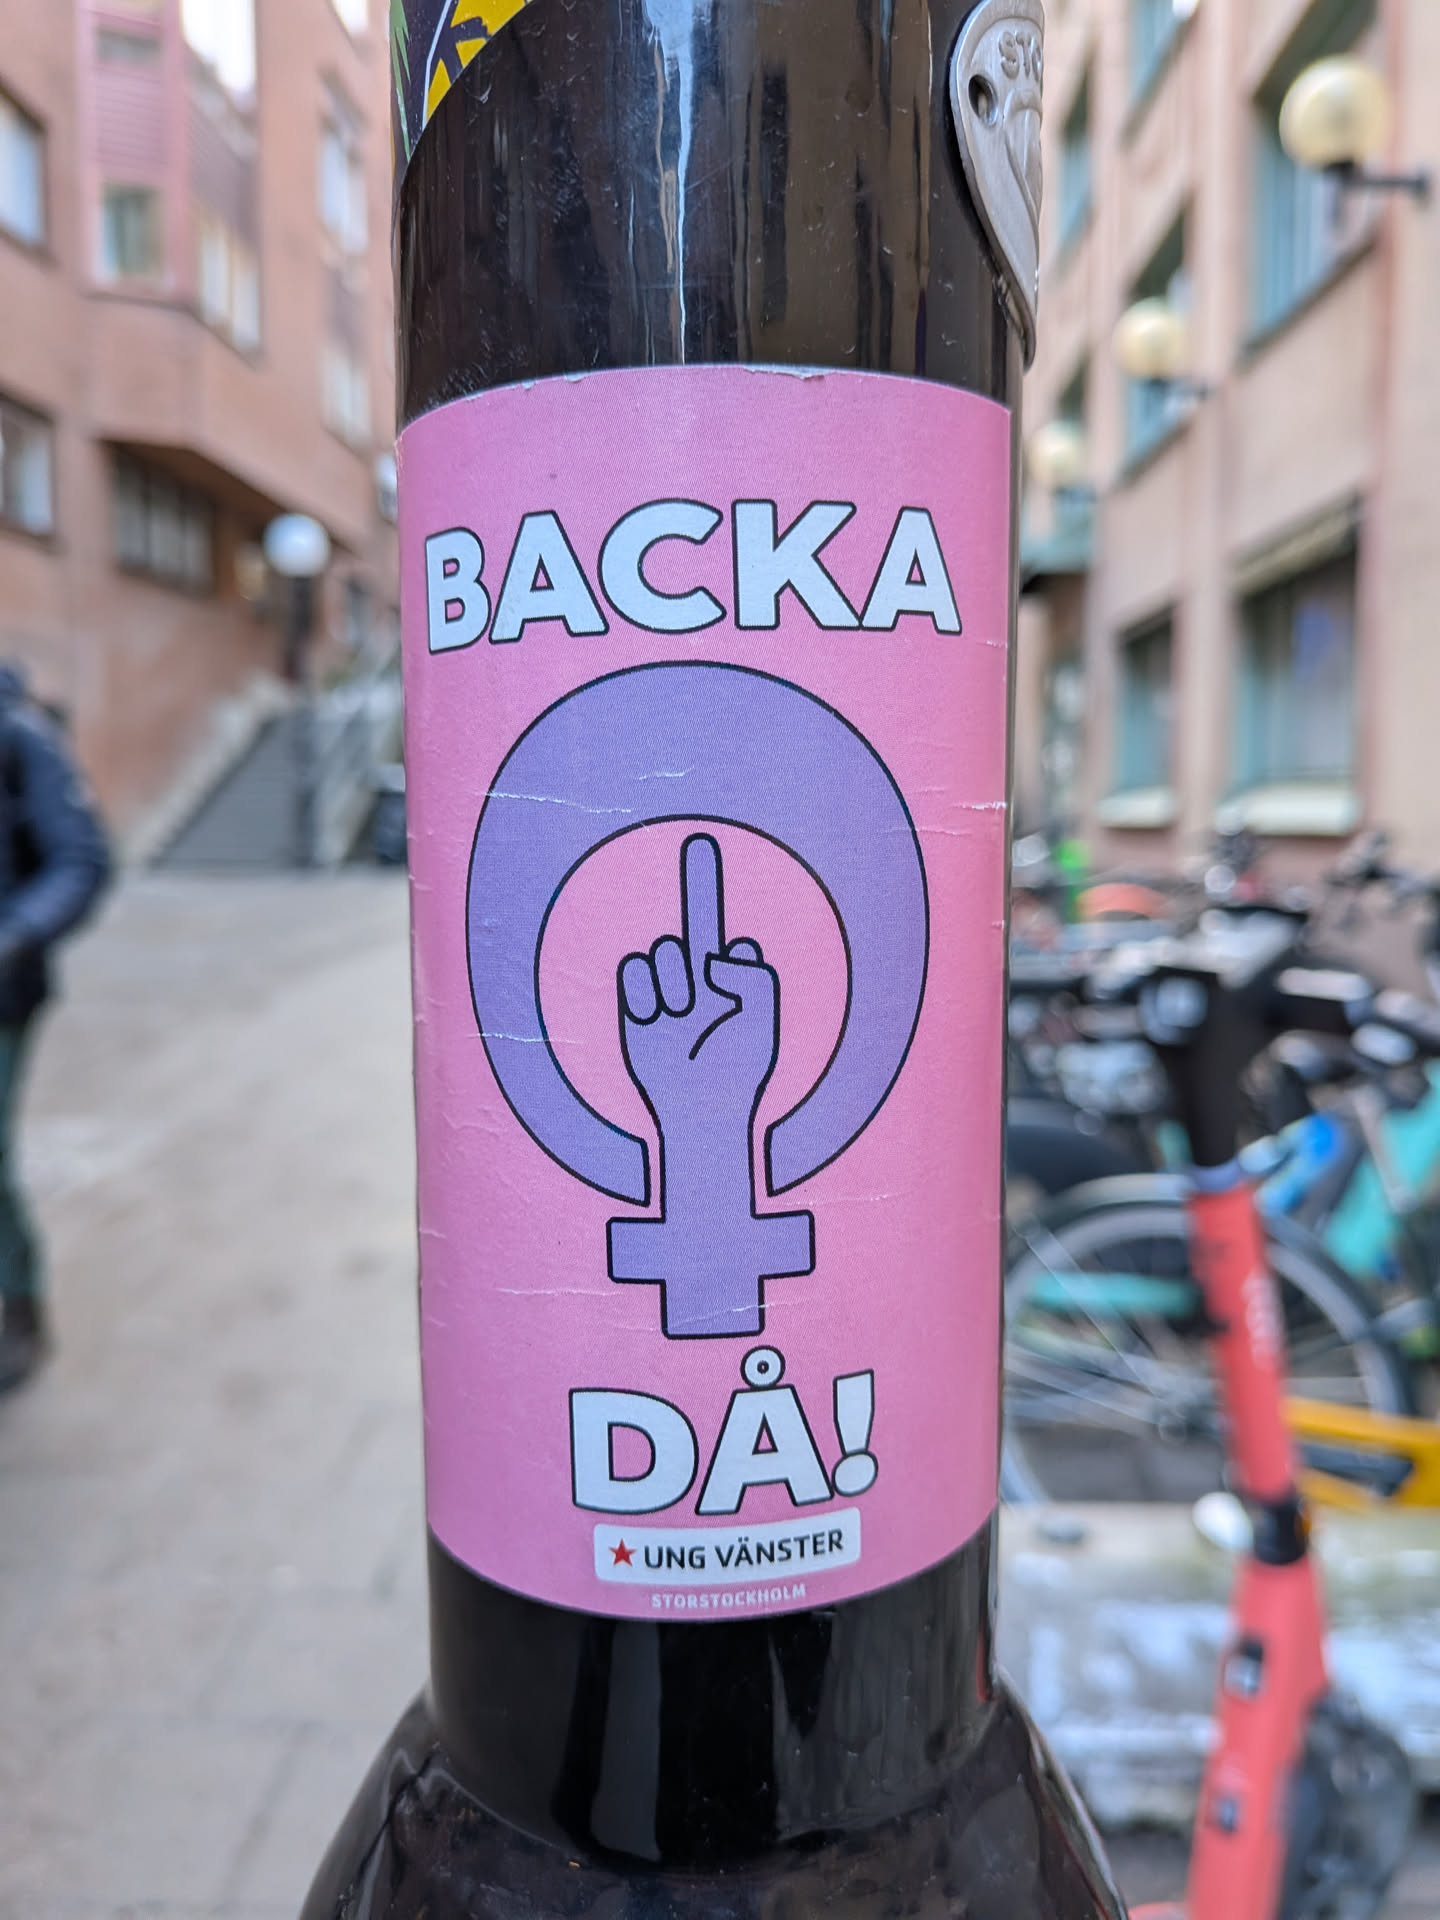 BACKA
DÅ!
UNG VÄNSTER
STORSTOCKHOLM